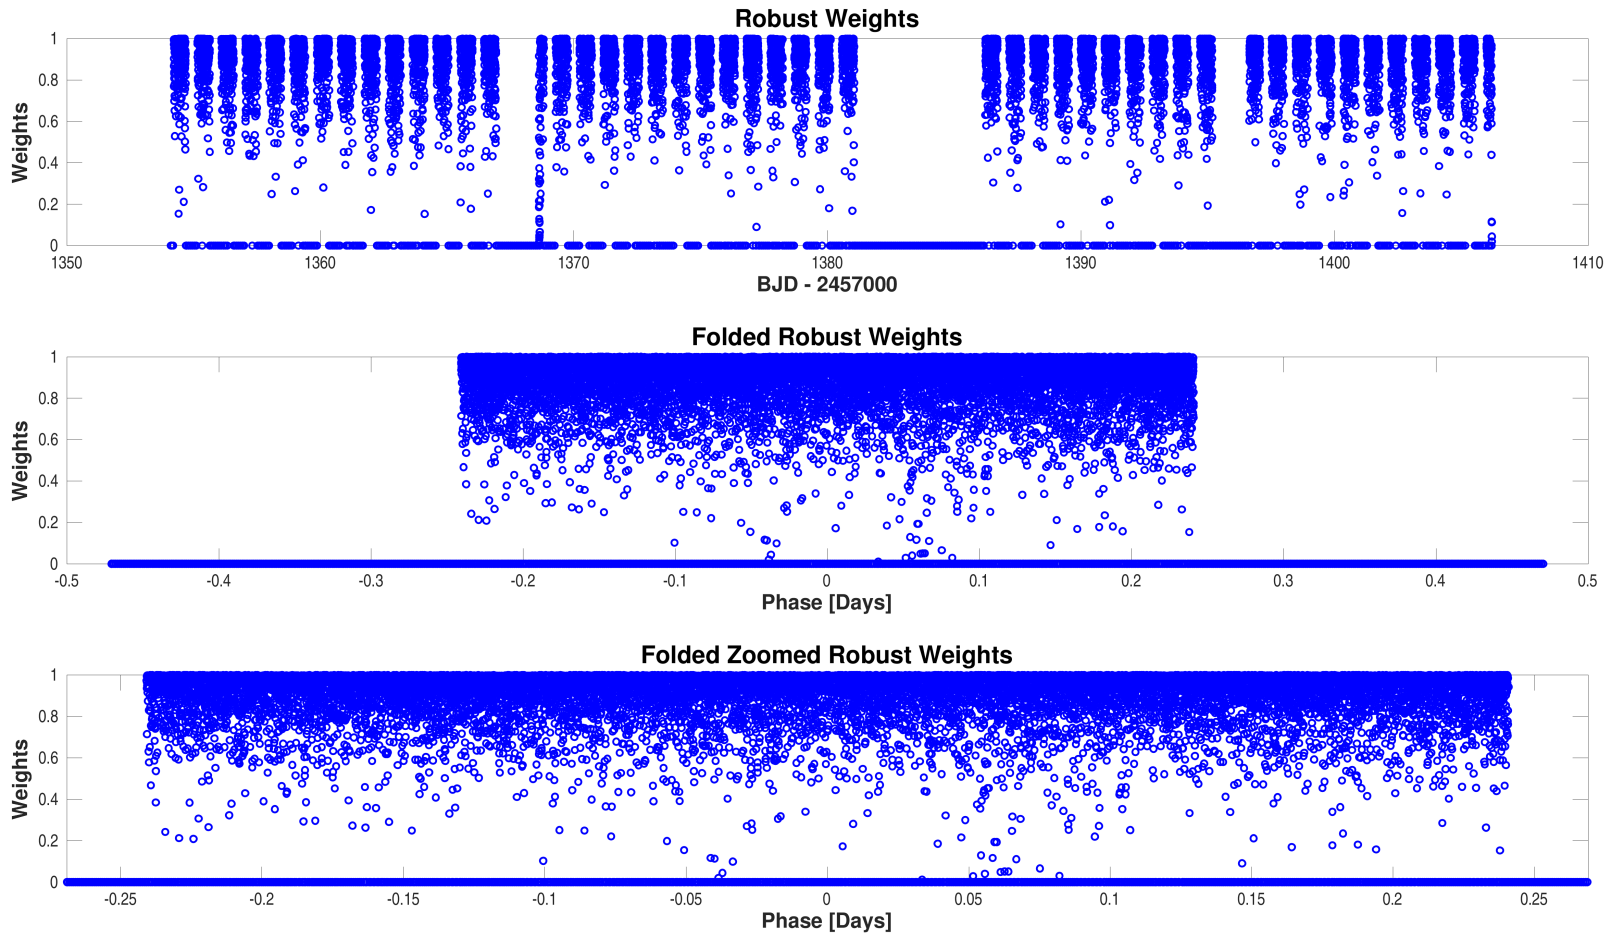 Robust Weights
1
0.8
0.6
0.4
0.2
0
Weights
1350 1360 1370 1380 1390 1400 1410
BJD - 2457000
Folded Robust Weights
1
0.8
0.6
0.4
0.2
0
Weights
-0.5 -0.4 -0.3 -0.2 -0.1 0 0.1 0.2 0.3 0.4 0.5
Phase [Days]
Folded Zoomed Robust Weights
1
0.8
0.6
0.4
0.2
0
Weights
-0.25 -0.2 -0.15 -0.1 -0.05 0 0.05 0.1 0.15 0.2 0.25
Phase [Days]